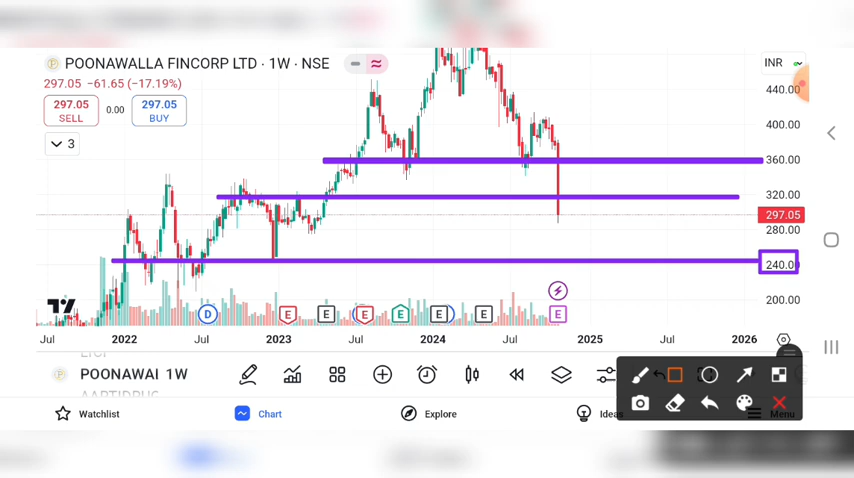 POONAWALLA FINCORP LTD · 1W · NSE
INR
297.05 −61.65 (−17.19%)
297.05 SELL
0.00
297.05 BUY
3
440.00
400.00
360.00
320.00
297.05
280.00
240.00
200.00
D E E E E E E E
Jul 2022 Jul 2023 Jul 2024 Jul 2025 Jul 2026
POONAWAI 1W
Watchlist
Chart
Explore
Ideas
Menu